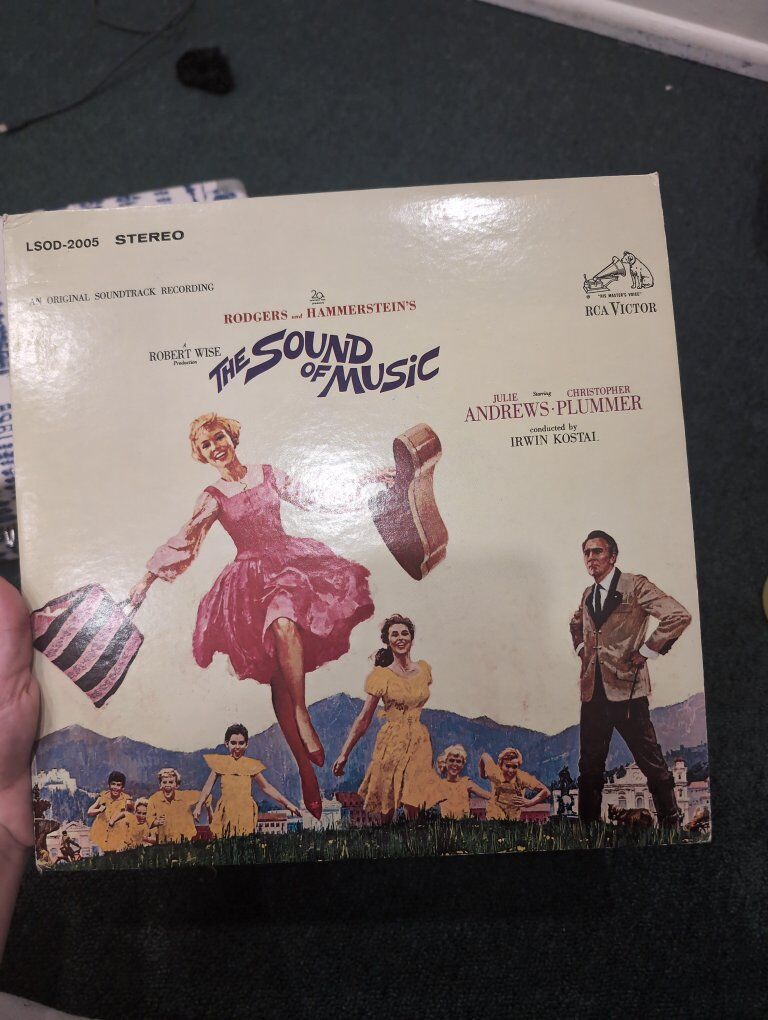 LSOD-2005 STEREO
AN ORIGINAL SOUNDTRACK RECORDING
20
RODGERS and HAMMERSTEIN'S
A
ROBERT WISE
Production
THE SOUND
OF MUSIC
"HIS MASTER'S VOICE"
RCA VICTOR
JULIE Starring CHRISTOPHER
ANDREWS · PLUMMER
conducted by
IRWIN KOSTAL